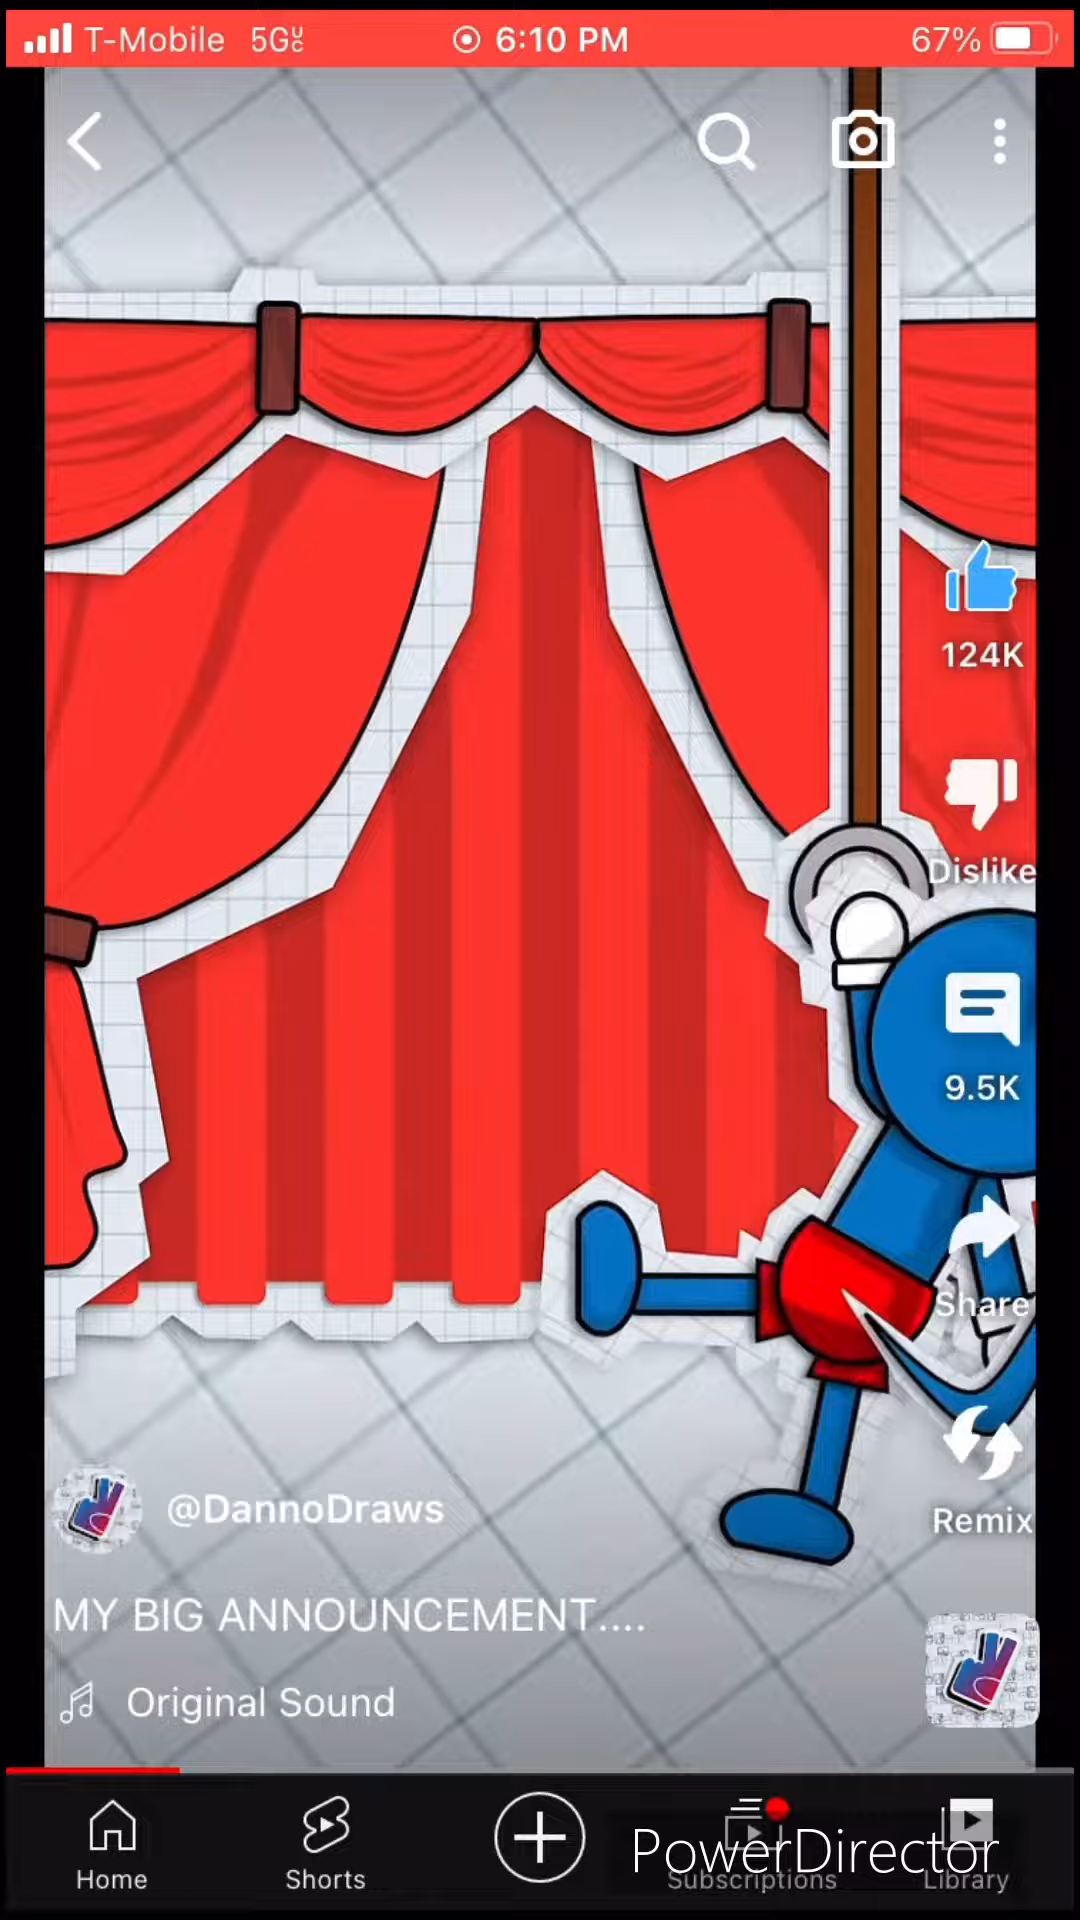 T-Mobile 5G 6:10 PM 67%
124K
Dislike
9.5K
Share
Remix
@DannoDraws
MY BIG ANNOUNCEMENT....
Original Sound
PowerDirector
Home Shorts Subscriptions Library